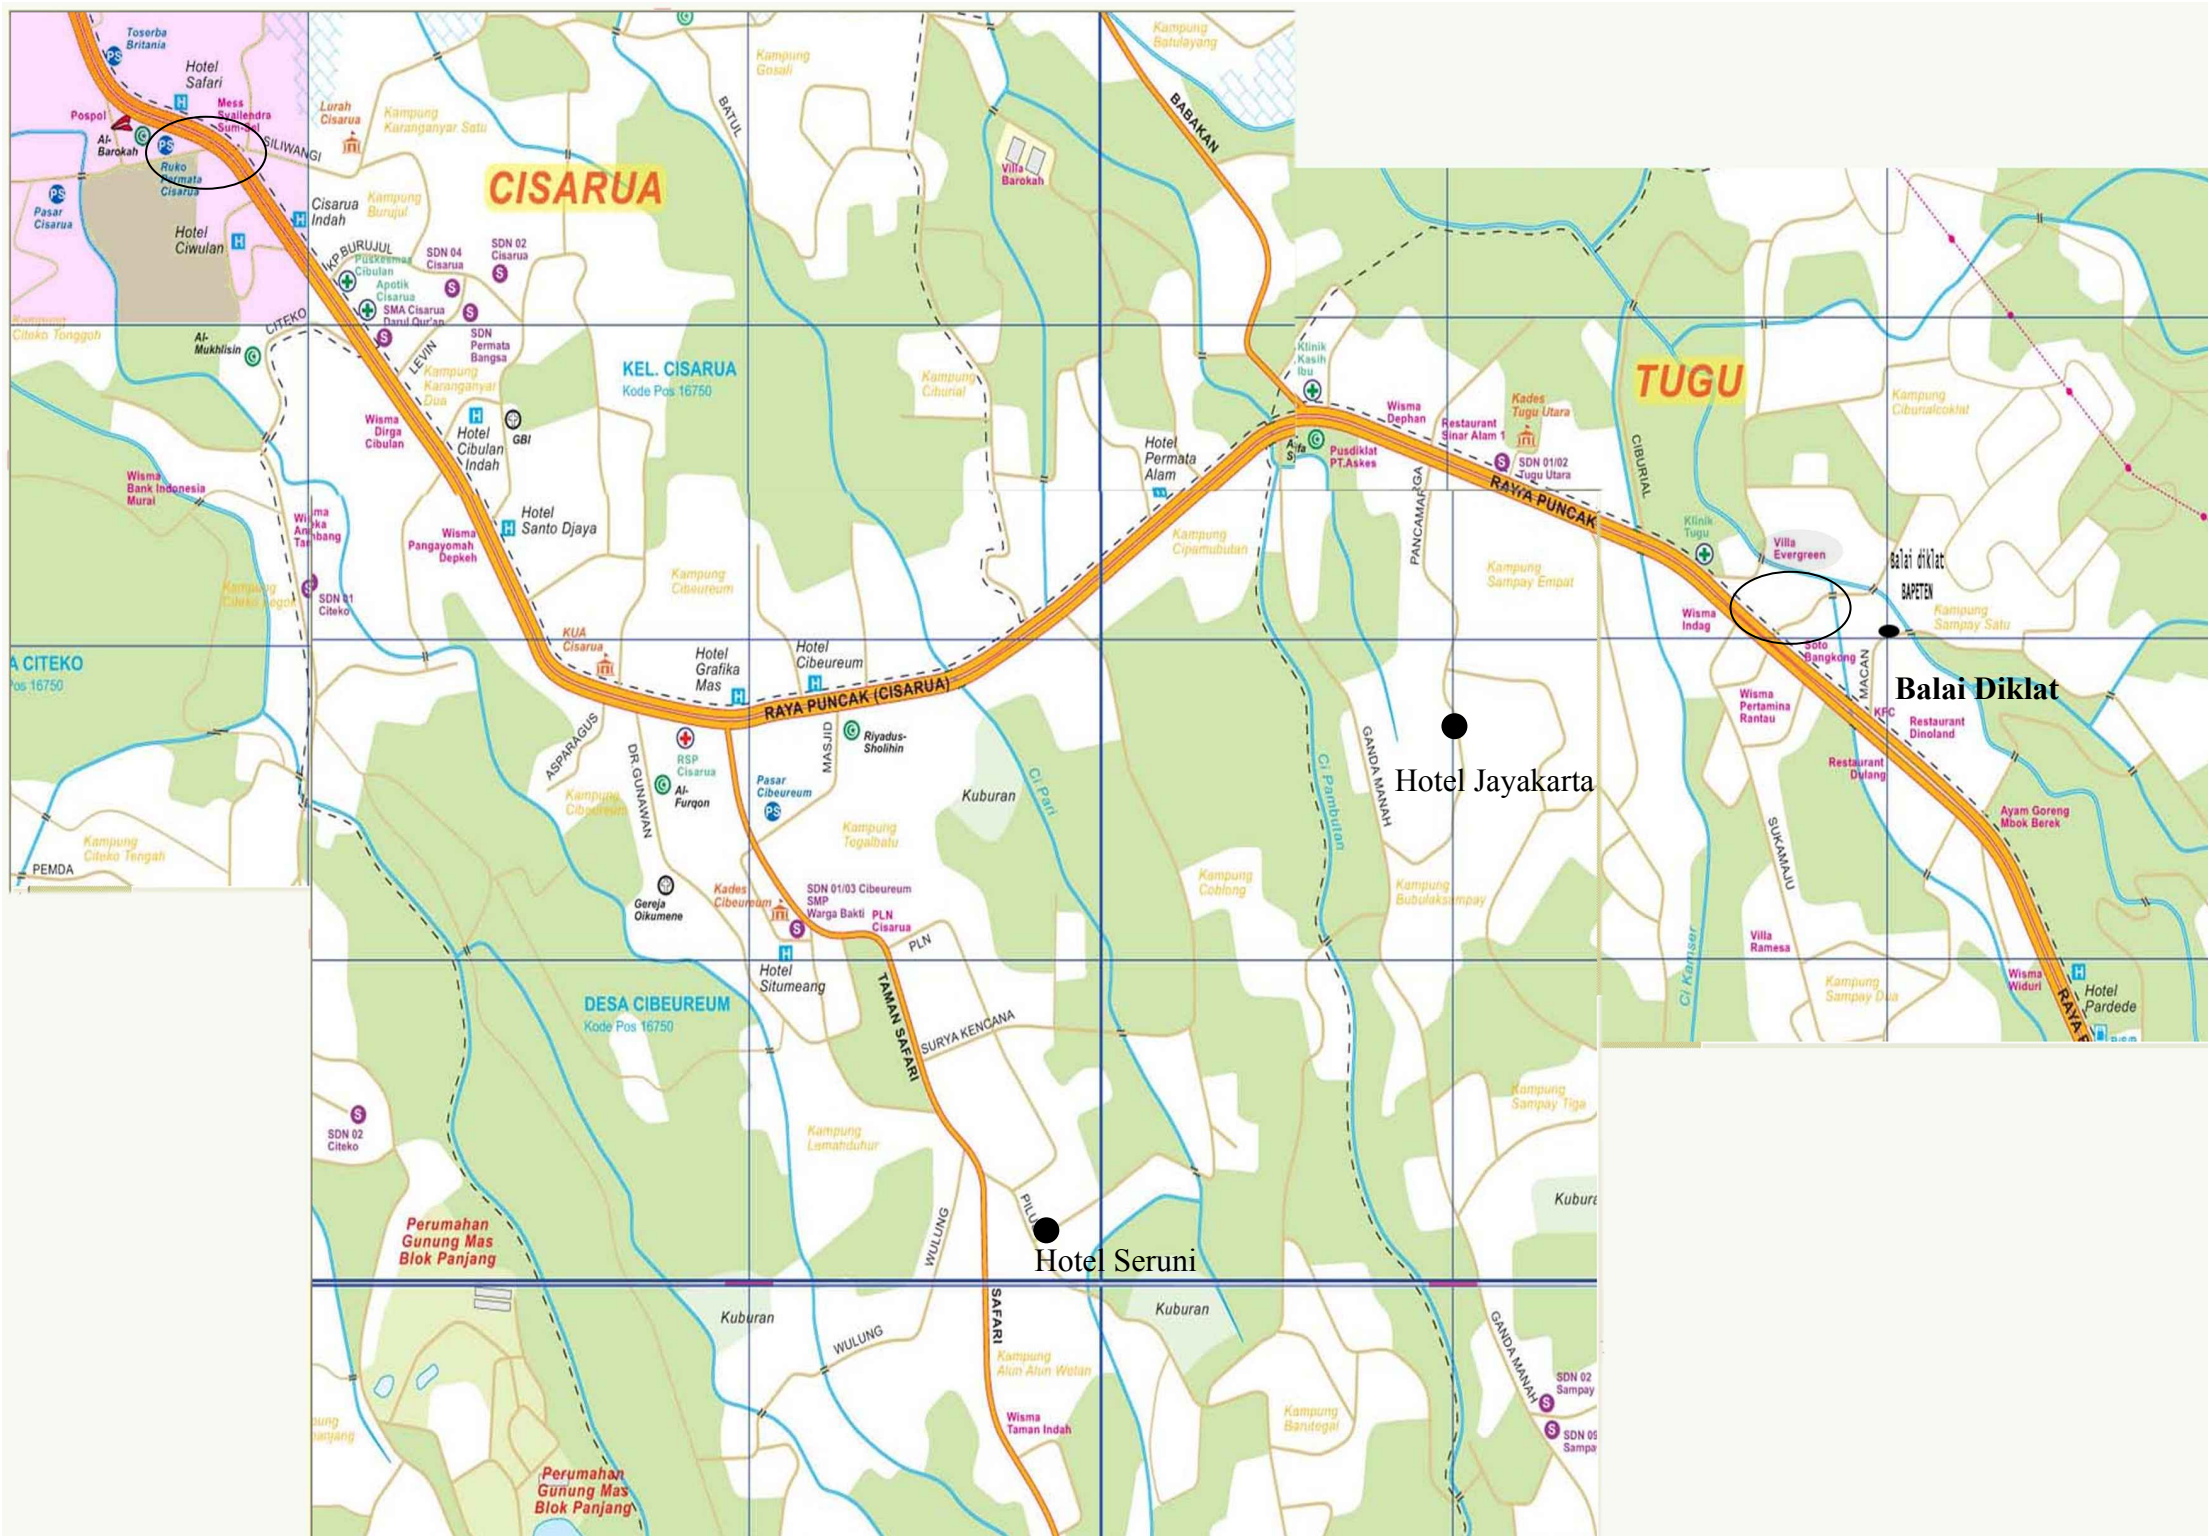 Toserba
Britania
Hotel
Safari
Mess
Syailendra
Sum-Sel
Pospol
Al-
Barokah
Ruko
Permata
Cisarua
Pasar
Cisarua
SILIWANGI
Lurah
Cisarua
Kampung
Karanganyar Satu
CISARUA
Kampung
Burujul
Cisarua
Indah
Hotel
Ciwulan
KP.BURUJUL
Puskesmas
Cibulan
Apotik
Cisarua
SMA Cisarua
Darul Qur'an
SDN 04
Cisarua
SDN 02
Cisarua
SDN
Permata
Bangsa
LEVIN
Kampung
Citeko Tonggoh
CITEKO
Al-
Mukhlisin
Kampung
Karanganyar
Dua
KEL. CISARUA
Kode Pos 16750
Kampung
Gosali
BATUL
Villa
Barokah
Kampung
Batulayang
BABAKAN
Kampung
Ciburial
Wisma
Dirga
Cibulan
Hotel
Cibulan
Indah
GBI
Wisma
Bank Indonesia
Murai
Hotel
Santo Djaya
Wisma
Pangayomah
Depkeh
SDN 01
Citeko
A CITEKO
Pos 16750
Kampung
Citeko Tengah
PEMDA
Kampung
Cibeureum
KUA
Cisarua
Hotel
Grafika
Mas
Hotel
Cibeureum
RAYA PUNCAK (CISARUA)
Hotel
Permata
Alam
Kampung
Cipamubutan
Klinik
Kasih
Ibu
Wisma
Dephan
Pusdiklat
PT.Askes
Restaurant
Sinar Alam 1
Kades
Tugu Utara
SDN 01/02
Tugu Utara
RAYA PUNCAK
PANCAMARGA
Kampung
Sampay Empat
TUGU
CIBURIAL
Kampung
Ciburialcoklat
Klinik
Tugu
Villa
Evergreen
Balai diklat
BAPETEN
Kampung
Sampay Satu
Wisma
Indag
Soto
Bangkong
MACAN
Balai Diklat
Wisma
Pertamina
Rantau
KFC
Restaurant
Dinoland
Restaurant
Dulang
Ayam Goreng
Mbok Berek
SUKAMAJU
Villa
Ramesa
Ci Kamser
Kampung
Sampay Dua
Wisma
Widuri
Hotel
Pardede
RAYA P
ASPARAGUS
DR.GUNAWAN
RSP
Cisarua
Al-
Furqon
Kampung
Cibeureum
Pasar
Cibeureum
MASJID
Riyadus-
Sholihin
Kuburan
Ci Pari
Kampung
Tegalbatu
Hotel Jayakarta
GANDA MANAH
Ci Pambutan
Kampung
Coblong
Kampung
Bubulaksampay
Gereja
Oikumene
Kades
Cibeureum
SDN 01/03 Cibeureum
SMP
Warga Bakti
PLN
Cisarua
PLN
Hotel
Situmeang
DESA CIBEUREUM
Kode Pos 16750
TAMAN SAFARI
SURYA KENCANA
Kampung
Sampay Tiga
SDN 02
Citeko
Kampung
Lemahduhur
WULUNG
Hotel Seruni
Perumahan
Gunung Mas
Blok Panjang
Kuburan
Kuburan
WULUNG
SAFARI
Kampung
Alun Alun Wetan
Wisma
Taman Indah
GANDA MANAH
SDN 02
Sampay
SDN 09
Sampa
Perumahan
Gunung Mas
Blok Panjang